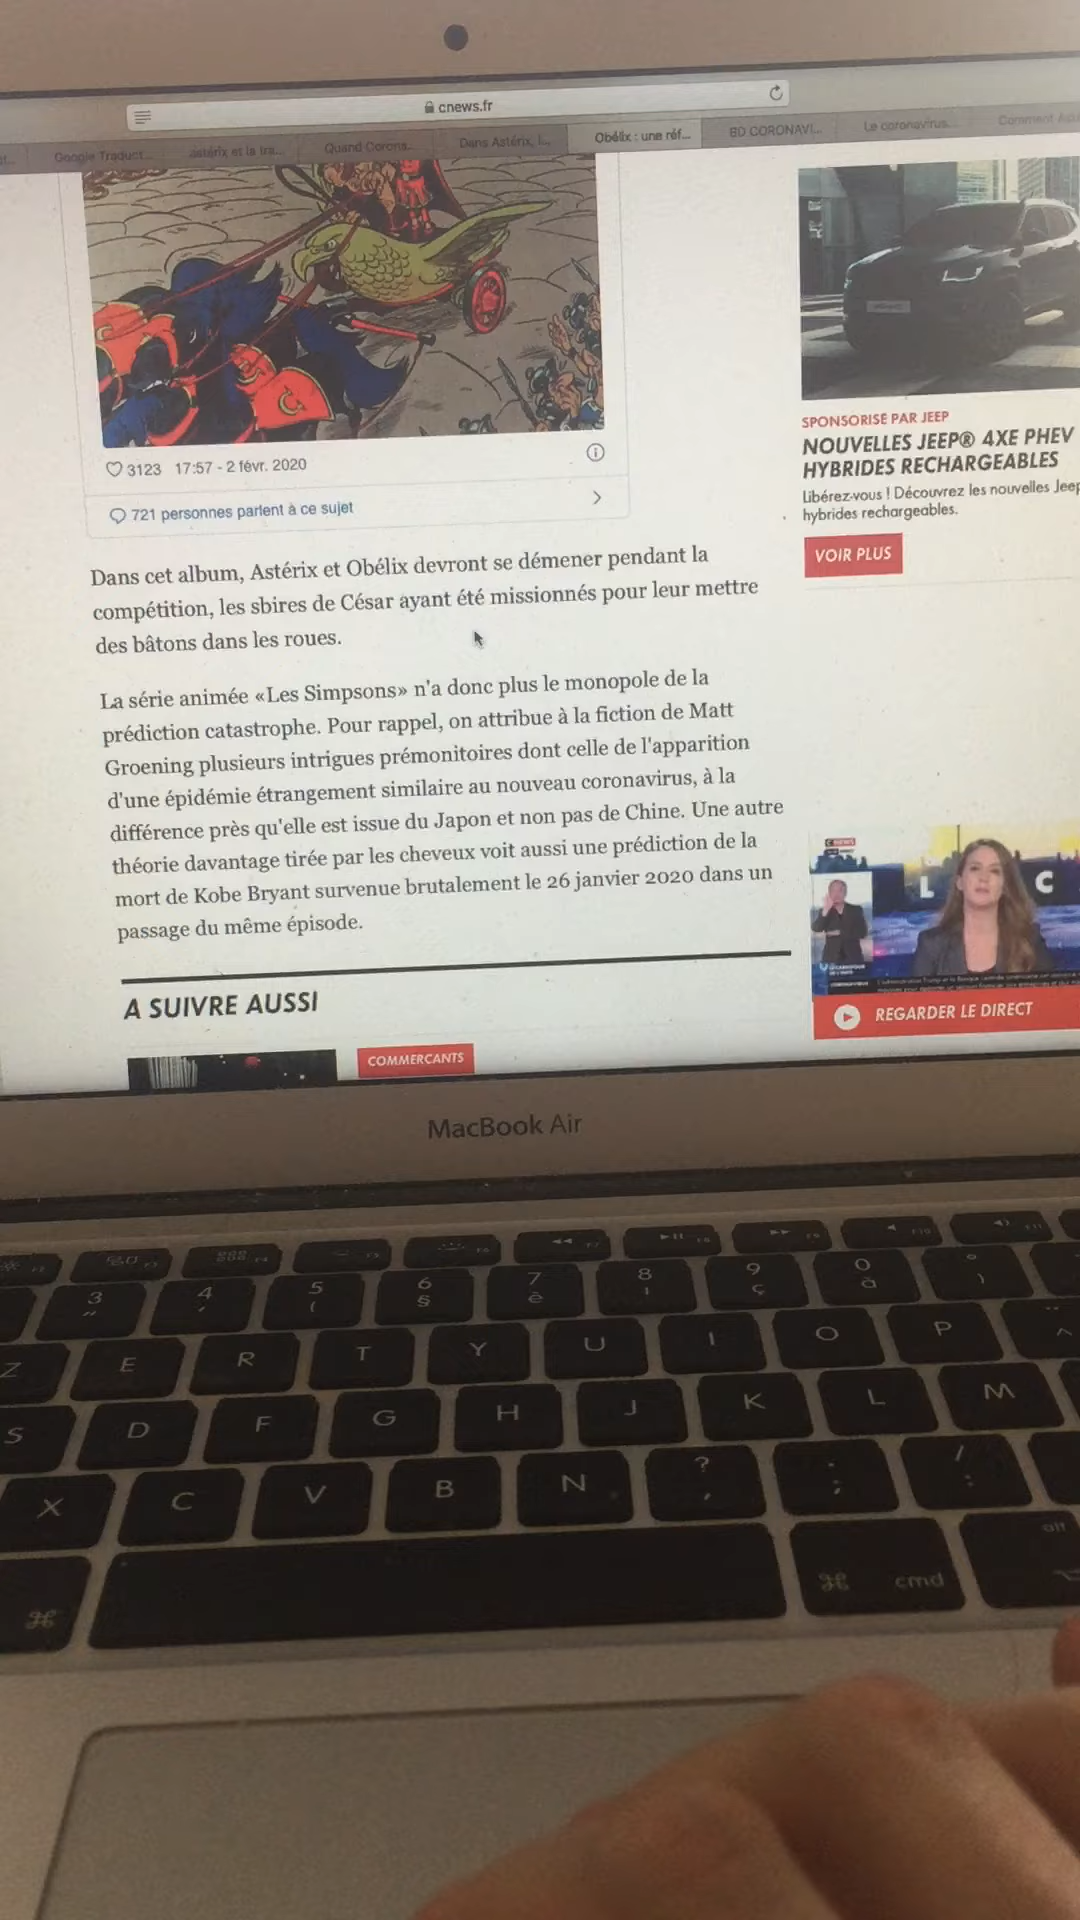 cnews.fr
Google Traduct...
astérix et la tra...
Quand Corona...
Dans Astérix, l...
Obélix : une réf...
BD CORONAVI...
Le coronavirus...
3123 17:57 - 2 févr. 2020
721 personnes parlent à ce sujet
Dans cet album, Astérix et Obélix devront se démener pendant la
compétition, les sbires de César ayant été missionnés pour leur mettre
des bâtons dans les roues.
La série animée «Les Simpsons» n'a donc plus le monopole de la
prédiction catastrophe. Pour rappel, on attribue à la fiction de Matt
Groening plusieurs intrigues prémonitoires dont celle de l'apparition
d'une épidémie étrangement similaire au nouveau coronavirus, à la
différence près qu'elle est issue du Japon et non pas de Chine. Une autre
théorie davantage tirée par les cheveux voit aussi une prédiction de la
mort de Kobe Bryant survenue brutalement le 26 janvier 2020 dans un
passage du même épisode.
A SUIVRE AUSSI
COMMERCANTS
SPONSORISÉ PAR JEEP
NOUVELLES JEEP® 4XE PHEV
HYBRIDES RECHARGEABLES
Libérez-vous ! Découvrez les nouvelles Jeep
hybrides rechargeables.
VOIR PLUS
CNEWS
L C
REGARDER LE DIRECT
MacBook Air
3 "
4 '
5 (
6 §
7 è
8 !
9 ç
0 à
° )
Z E R T Y U I O P
¨ ^
S D F G H J K L M
X C V B N
? ,
. ;
/ :
cmd
alt